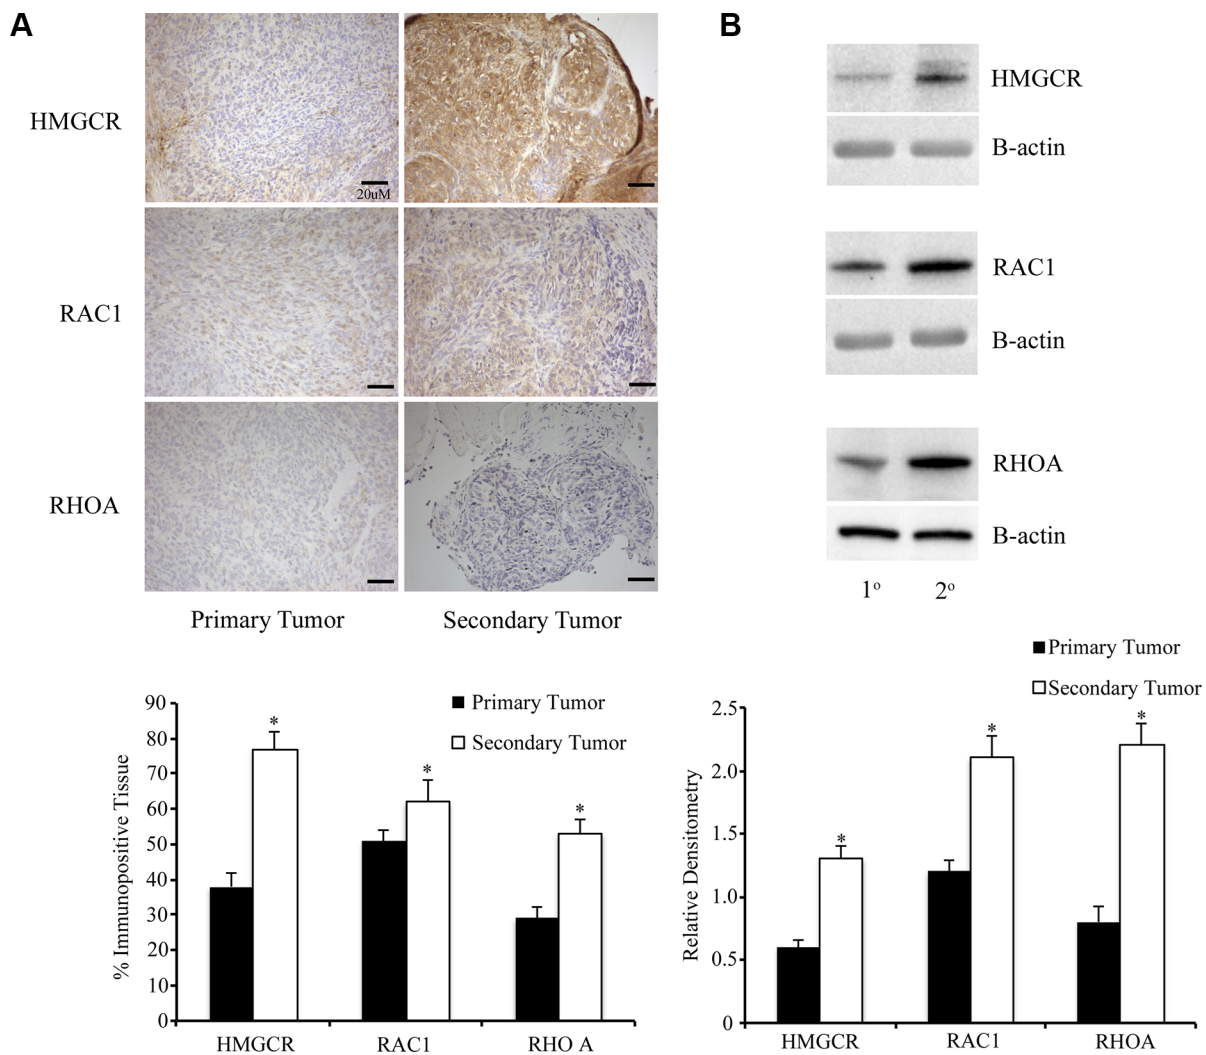 A
HMGCR
20uM
RAC1
RHOA
Primary Tumor
Secondary Tumor
Primary Tumor
Secondary Tumor
% Immunopositive Tissue
90
80
70
60
50
40
30
20
10
0
*
*
*
HMGCR
RAC1
RHO A
B
HMGCR
B-actin
RAC1
B-actin
RHOA
B-actin
1º
2º
Primary Tumor
Secondary Tumor
Relative Densitometry
2.5
2.0
1.5
1.0
0.5
0
*
*
*
HMGCR
RAC1
RHOA